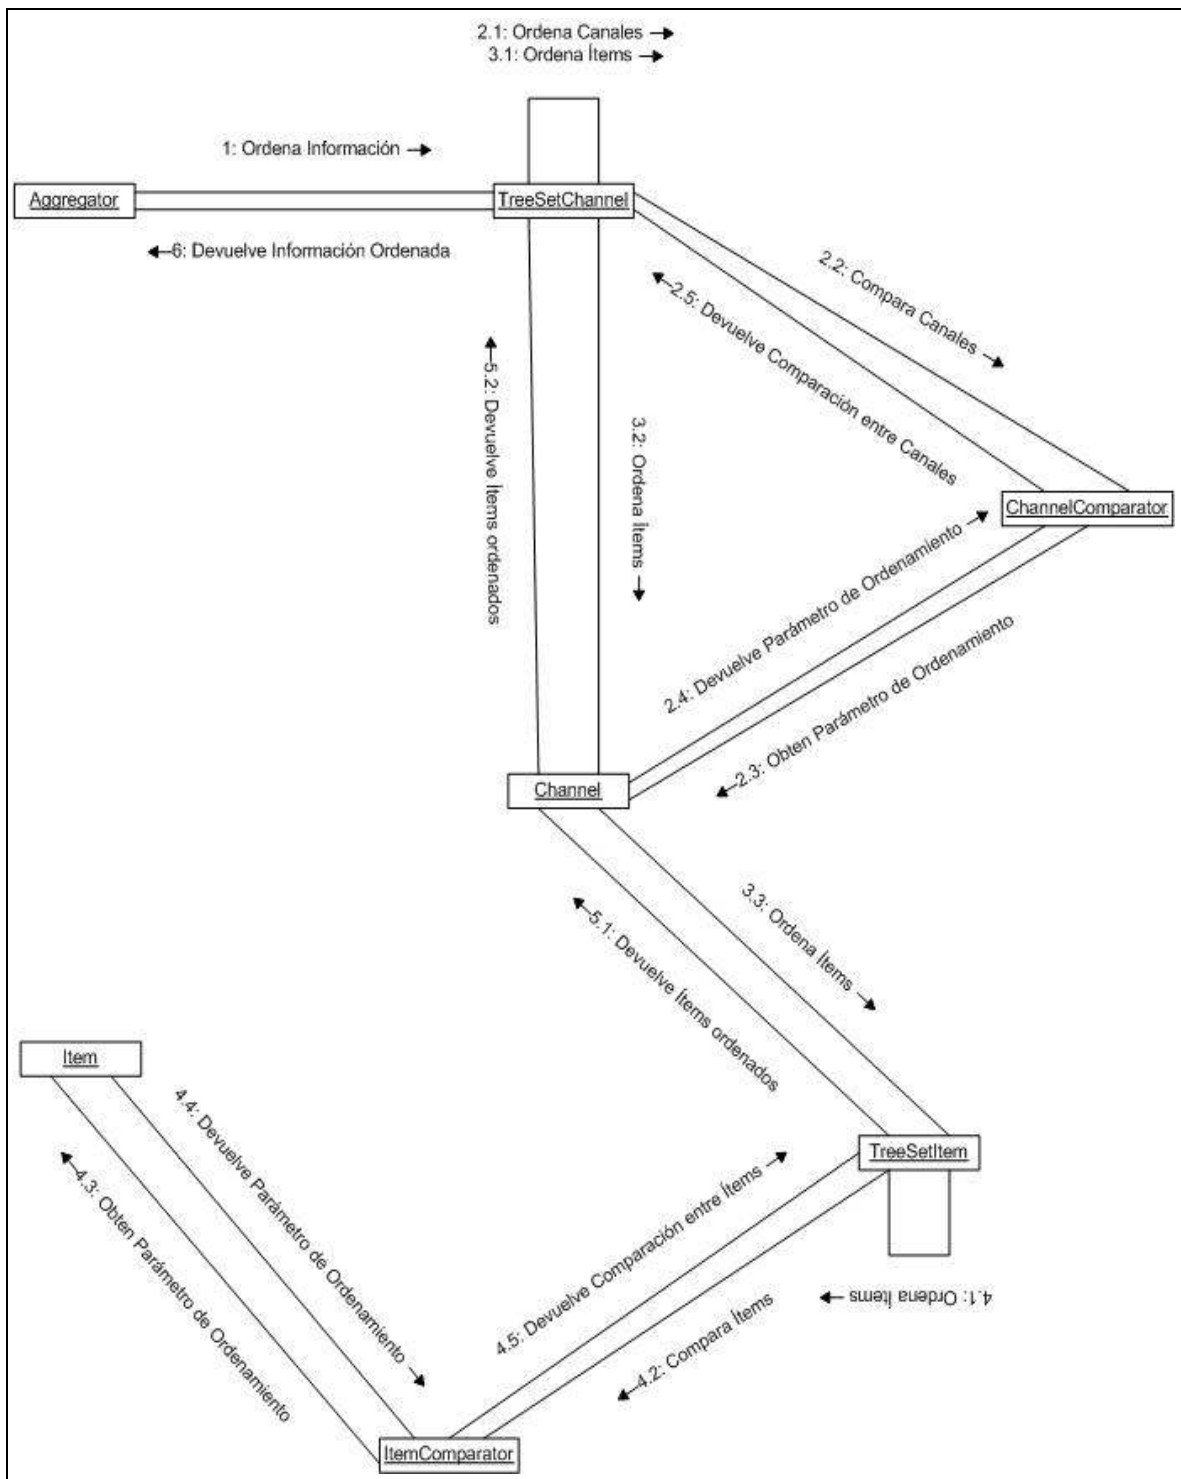 2.1: Ordena Canales
3.1: Ordena Ítems
1: Ordena Información
Aggregator
TreeSetChannel
6: Devuelve Información Ordenada
2.2: Compara Canales
2.5: Devuelve Comparación entre Canales
5.2: Devuelve Ítems ordenados
3.2: Ordena Ítems
ChannelComparator
2.4: Devuelve Parámetro de Ordenamiento
2.3: Obten Parámetro de Ordenamiento
Channel
3.3: Ordena Ítems
5.1: Devuelve Ítems ordenados
Item
4.4: Devuelve Parámetro de Ordenamiento
4.3: Obten Parámetro de Ordenamiento
TreeSetItem
4.5: Devuelve Comparación entre Ítems
4.2: Compara Ítems
4.1: Ordena Ítems
ItemComparator